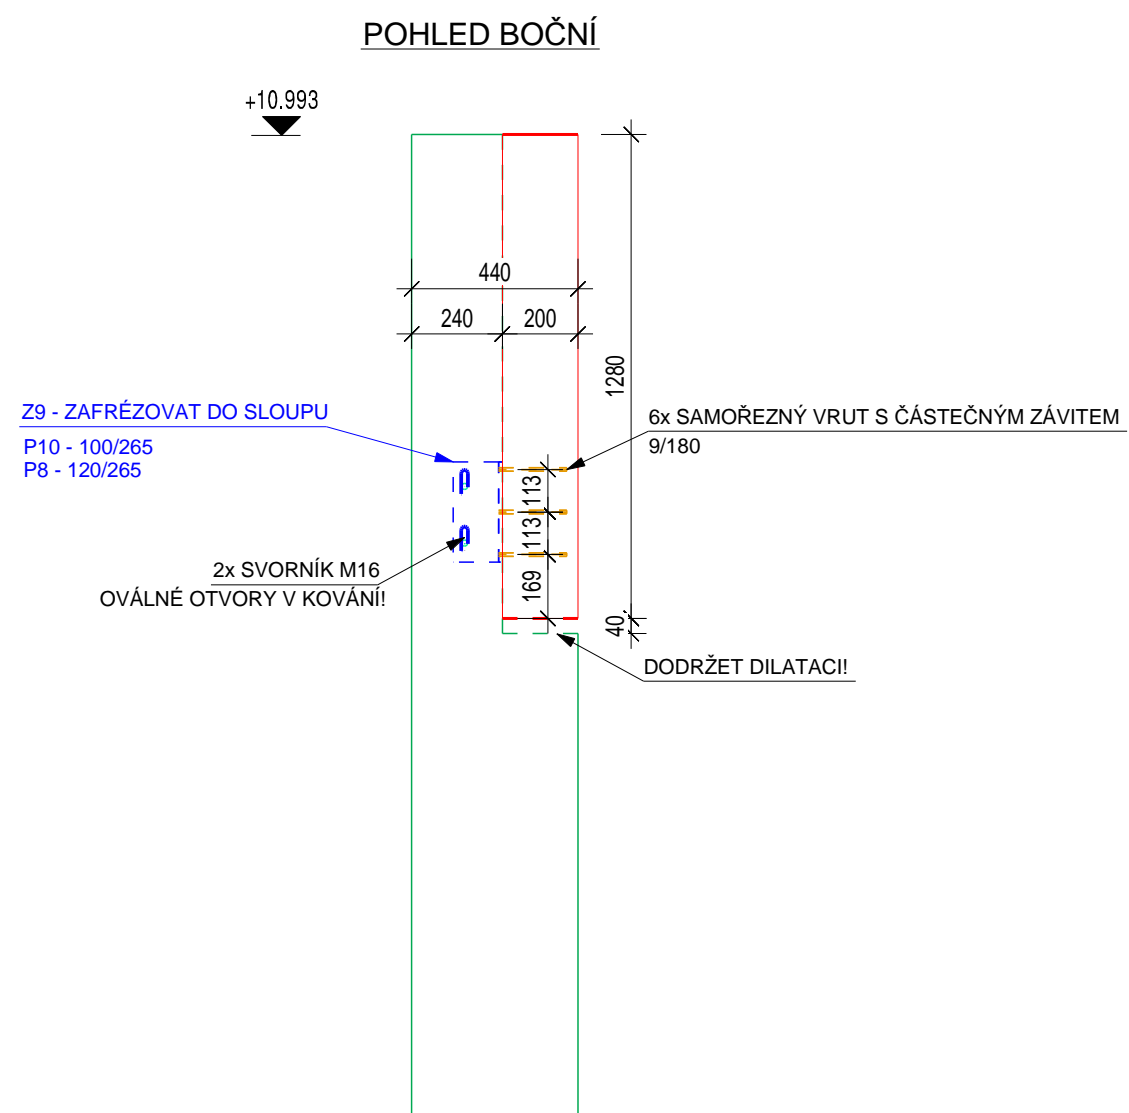 POHLED BOČNÍ
+10.993
440
240
200
1280
Z9 - ZAFRÉZOVAT DO SLOUPU
P10 - 100/265
P8 - 120/265
6x SAMOŘEZNÝ VRUT S ČÁSTEČNÝM ZÁVITEM
9/180
113
113
169
2x SVORNÍK M16
OVÁLNÉ OTVORY V KOVÁNÍ!
40
DODRŽET DILATACI!